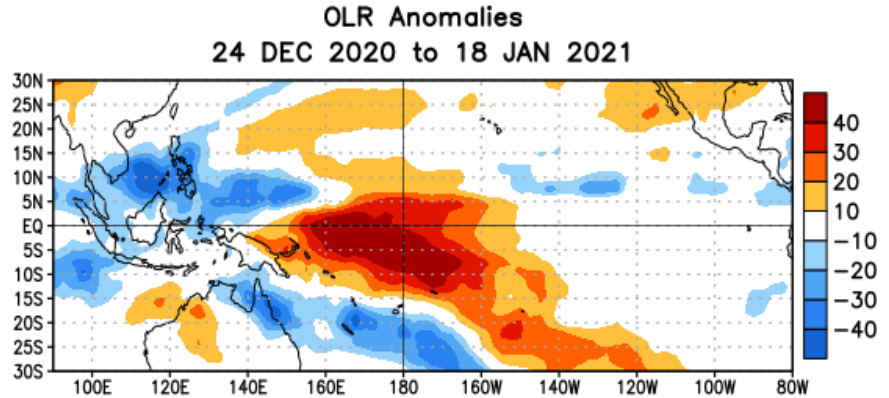 OLR Anomalies
24 DEC 2020 to 18 JAN 2021
30N
25N
20N
15N
10N
5N
EQ
5S
10S
15S
20S
25S
30S
100E 120E 140E 160E 180 160W 140W 120W 100W 80W
40
30
20
10
-10
-20
-30
-40